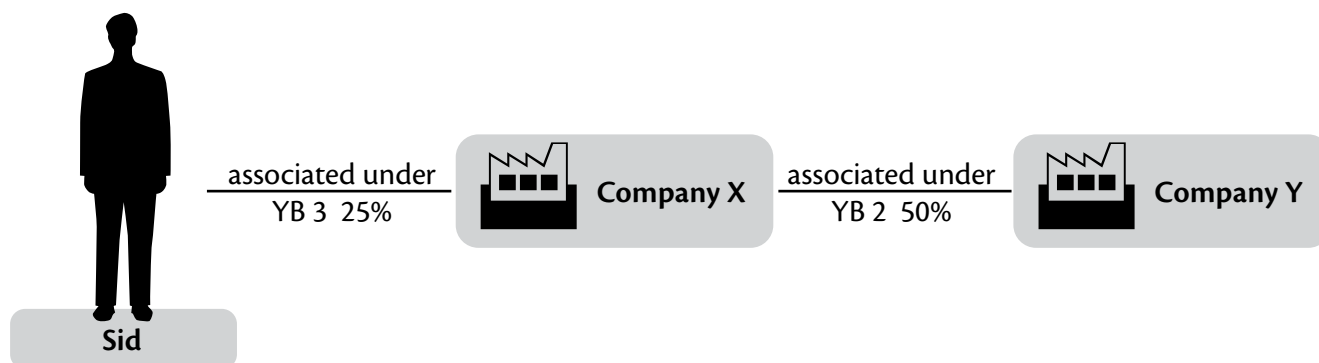 associated under
YB 3 25%
Company X
associated under
YB 2 50%
Company Y
Sid